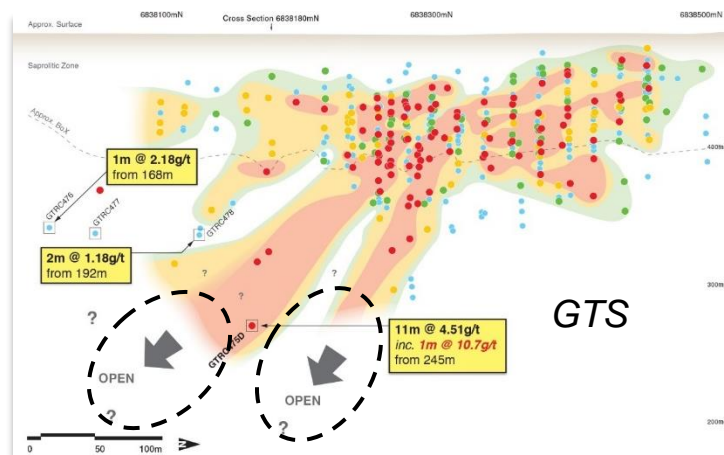 6838100mN
Cross Section 6838180mN
6838300mN
6838500mN
Approx. Surface
Saprolitic Zone
Approx. BoX
400m
1m @ 2.18g/t
from 168m
GTRC476
GTRC477
GTRC478
2m @ 1.18g/t
from 192m
?
?
?
?
300m
GTS
11m @ 4.51g/t
inc. 1m @ 10.7g/t
from 245m
GTRC475D
OPEN
OPEN
?
?
200m
0 50 100m
N